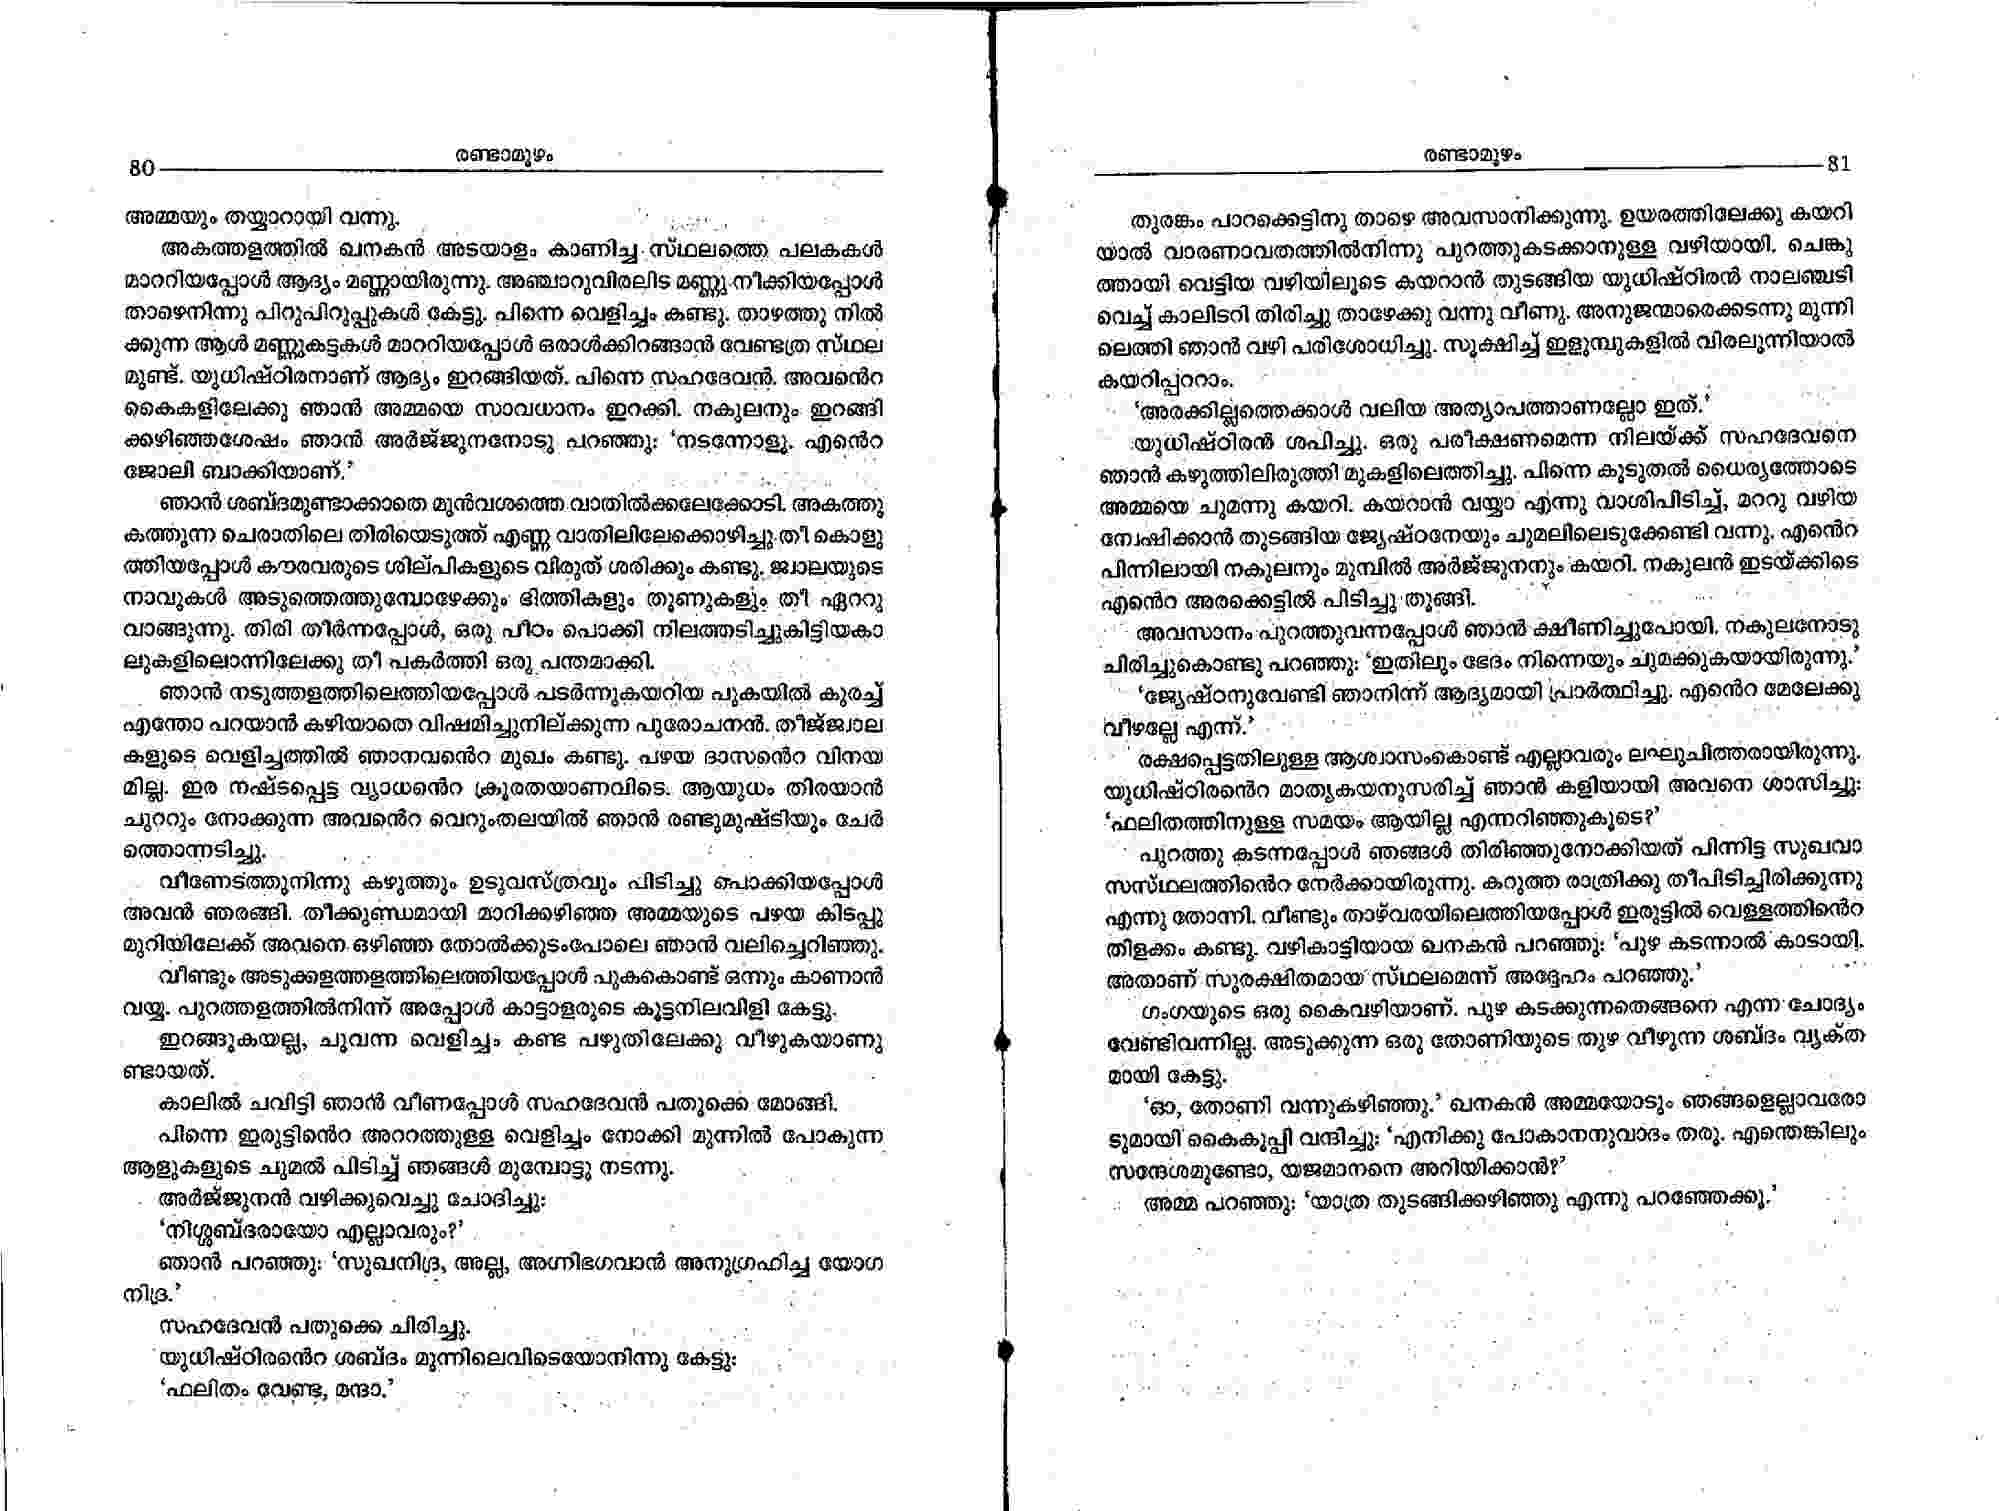 രണ്ടാമൂഴം
80
അമ്മയും തയ്യാറായി വന്നു.
അകത്തളത്തിൽ ഖനകൻ അടയാളം കാണിച്ച സ്ഥലത്തെ പലകകൾ
മാററിയപ്പോൾ ആദ്യം മണ്ണായിരുന്നു. അഞ്ചാറുവിരലിട മണ്ണു നീക്കിയപ്പോൾ
താഴെനിന്നു പിറുപിറുപ്പുകൾ കേട്ടു. പിന്നെ വെളിച്ചം കണ്ടു. താഴത്തു നിൽ
ക്കുന്ന ആൾ മണ്ണുകട്ടകൾ മാററിയപ്പോൾ ഒരാൾക്കിറങ്ങാൻ വേണ്ടത്ര സ്ഥല
മുണ്ട്. യുധിഷ്ഠിരനാണ് ആദ്യം ഇറങ്ങിയത്. പിന്നെ സഹദേവൻ. അവൻെറ
കൈകളിലേക്കു ഞാൻ അമ്മയെ സാവധാനം ഇറക്കി. നകുലനും ഇറങ്ങി
ക്കഴിഞ്ഞശേഷം ഞാൻ അർജ്ജുനനോടു പറഞ്ഞു: 'നടന്നോളൂ. എൻെറ
ജോലി ബാക്കിയാണ്.'
ഞാൻ ശബ്ദമുണ്ടാക്കാതെ മുൻവശത്തെ വാതിൽക്കലേക്കോടി. അകത്തു
കത്തുന്ന ചെരാതിലെ തിരിയെടുത്ത് എണ്ണ വാതിലിലേക്കൊഴിച്ചു തീ കൊളു
ത്തിയപ്പോൾ കൗരവരുടെ ശില്പികളുടെ വിരുത് ശരിക്കും കണ്ടു. ജ്വാലയുടെ
നാവുകൾ അടുത്തെത്തുമ്പോഴേക്കും ഭിത്തികളും തൂണുകളും തീ ഏററു
വാങ്ങുന്നു. തിരി തീർന്നപ്പോൾ, ഒരു പീഠം പൊക്കി നിലത്തടിച്ചുകിട്ടിയകാ
ലുകളിലൊന്നിലേക്കു തീ പകർത്തി ഒരു പന്തമാക്കി.
ഞാൻ നടുത്തളത്തിലെത്തിയപ്പോൾ പടർന്നുകയറിയ പുകയിൽ കുരച്ച്
എന്തോ പറയാൻ കഴിയാതെ വിഷമിച്ചുനില്ക്കുന്ന പുരോചനൻ. തീജ്ജ്വാല
കളുടെ വെളിച്ചത്തിൽ ഞാനവൻെറ മുഖം കണ്ടു. പഴയ ദാസൻെറ വിനയ
മില്ല. ഇര നഷ്ടപ്പെട്ട വ്യാധൻെറ ക്രൂരതയാണവിടെ. ആയുധം തിരയാൻ
ചുററും നോക്കുന്ന അവൻെറ വെറുംതലയിൽ ഞാൻ രണ്ടുമുഷ്ടിയും ചേർ
ത്തൊന്നടിച്ചു.
വീണേടത്തുനിന്നു കഴുത്തും ഉടുവസ്ത്രവും പിടിച്ചു പൊക്കിയപ്പോൾ
അവൻ ഞരങ്ങി. തീക്കുണ്ഡമായി മാറിക്കഴിഞ്ഞ അമ്മയുടെ പഴയ കിടപ്പു
മുറിയിലേക്ക് അവനെ ഒഴിഞ്ഞ തോൽക്കുടംപോലെ ഞാൻ വലിച്ചെറിഞ്ഞു.
വീണ്ടും അടുക്കളത്തളത്തിലെത്തിയപ്പോൾ പുകകൊണ്ട് ഒന്നും കാണാൻ
വയ്യ. പുറത്തളത്തിൽനിന്ന് അപ്പോൾ കാട്ടാളരുടെ കൂട്ടനിലവിളി കേട്ടു.
ഇറങ്ങുകയല്ല, ചുവന്ന വെളിച്ചം കണ്ട പഴുതിലേക്കു വീഴുകയാണു
ണ്ടായത്.
കാലിൽ ചവിട്ടി ഞാൻ വീണപ്പോൾ സഹദേവൻ പതുക്കെ മോങ്ങി.
പിന്നെ ഇരുട്ടിൻെറ അററത്തുള്ള വെളിച്ചം നോക്കി മുന്നിൽ പോകുന്ന
ആളുകളുടെ ചുമൽ പിടിച്ച് ഞങ്ങൾ മുമ്പോട്ടു നടന്നു.
അർജ്ജുനൻ വഴിക്കുവെച്ചു ചോദിച്ചു:
'നിശ്ശബ്ദരായോ എല്ലാവരും?'
ഞാൻ പറഞ്ഞു: 'സുഖനിദ്ര, അല്ല, അഗ്നിഭഗവാൻ അനുഗ്രഹിച്ച യോഗ
നിദ്ര.'
സഹദേവൻ പതുക്കെ ചിരിച്ചു.
യുധിഷ്ഠിരൻെറ ശബ്ദം മുന്നിലെവിടെയോനിന്നു കേട്ടു:
'ഫലിതം വേണ്ട, മന്ദാ.'
രണ്ടാമൂഴം
81
തുരങ്കം പാറക്കെട്ടിനു താഴെ അവസാനിക്കുന്നു. ഉയരത്തിലേക്കു കയറി
യാൽ വാരണാവതത്തിൽനിന്നു പുറത്തുകടക്കാനുള്ള വഴിയായി. ചെങ്കു
ത്തായി വെട്ടിയ വഴിയിലൂടെ കയറാൻ തുടങ്ങിയ യുധിഷ്ഠിരൻ നാലഞ്ചടി
വെച്ച് കാലിടറി തിരിച്ചു താഴേക്കു വന്നു വീണു. അനുജന്മാരെക്കടന്നു മുന്നി
ലെത്തി ഞാൻ വഴി പരിശോധിച്ചു. സൂക്ഷിച്ച് ഇളുമ്പുകളിൽ വിരലൂന്നിയാൽ
കയറിപ്പററാം.
'അരക്കില്ലത്തെക്കാൾ വലിയ അത്യാപത്താണല്ലോ ഇത്.'
യുധിഷ്ഠിരൻ ശപിച്ചു. ഒരു പരീക്ഷണമെന്ന നിലയ്ക്ക് സഹദേവനെ
ഞാൻ കഴുത്തിലിരുത്തി മുകളിലെത്തിച്ചു. പിന്നെ കൂടുതൽ ധൈര്യത്തോടെ
അമ്മയെ ചുമന്നു കയറി. കയറാൻ വയ്യാ എന്നു വാശിപിടിച്ച്, മററു വഴിയ
ന്വേഷിക്കാൻ തുടങ്ങിയ ജ്യേഷ്ഠനേയും ചുമലിലെടുക്കേണ്ടി വന്നു. എൻെറ
പിന്നിലായി നകുലനും മുമ്പിൽ അർജ്ജുനനും കയറി. നകുലൻ ഇടയ്ക്കിടെ
എൻെറ അരക്കെട്ടിൽ പിടിച്ചു തൂങ്ങി.
അവസാനം പുറത്തുവന്നപ്പോൾ ഞാൻ ക്ഷീണിച്ചുപോയി. നകുലനോടു
ചിരിച്ചുകൊണ്ടു പറഞ്ഞു: 'ഇതിലും ഭേദം നിന്നെയും ചുമക്കുകയായിരുന്നു.'
'ജ്യേഷ്ഠനുവേണ്ടി ഞാനിന്ന് ആദ്യമായി പ്രാർത്ഥിച്ചു. എൻെറ മേലേക്കു
വീഴല്ലേ എന്ന്.'
രക്ഷപ്പെട്ടതിലുള്ള ആശ്വാസംകൊണ്ട് എല്ലാവരും ലഘുചിത്തരായിരുന്നു.
യുധിഷ്ഠിരൻെറ മാതൃകയനുസരിച്ച് ഞാൻ കളിയായി അവനെ ശാസിച്ചു:
'ഫലിതത്തിനുള്ള സമയം ആയില്ല എന്നറിഞ്ഞുകൂടെ?'
പുറത്തു കടന്നപ്പോൾ ഞങ്ങൾ തിരിഞ്ഞുനോക്കിയത് പിന്നിട്ട സുഖവാ
സസ്ഥലത്തിൻെറ നേർക്കായിരുന്നു. കറുത്ത രാത്രിക്കു തീപിടിച്ചിരിക്കുന്നു
എന്നു തോന്നി. വീണ്ടും താഴ്വരയിലെത്തിയപ്പോൾ ഇരുട്ടിൽ വെള്ളത്തിൻെറ
തിളക്കം കണ്ടു. വഴികാട്ടിയായ ഖനകൻ പറഞ്ഞു: 'പുഴ കടന്നാൽ കാടായി.
അതാണ് സുരക്ഷിതമായ സ്ഥലമെന്ന് അദ്ദേഹം പറഞ്ഞു.'
ഗംഗയുടെ ഒരു കൈവഴിയാണ്. പുഴ കടക്കുന്നതെങ്ങനെ എന്ന ചോദ്യം
വേണ്ടിവന്നില്ല. അടുക്കുന്ന ഒരു തോണിയുടെ തുഴ വീഴുന്ന ശബ്ദം വ്യക്ത
മായി കേട്ടു.
'ഓ, തോണി വന്നുകഴിഞ്ഞു.' ഖനകൻ അമ്മയോടും ഞങ്ങളെല്ലാവരോ
ടുമായി കൈകൂപ്പി വന്ദിച്ചു: 'എനിക്കു പോകാനനുവാദം തരൂ. എന്തെങ്കിലും
സന്ദേശമുണ്ടോ, യജമാനനെ അറിയിക്കാൻ?'
അമ്മ പറഞ്ഞു: 'യാത്ര തുടങ്ങിക്കഴിഞ്ഞു എന്നു പറഞ്ഞേക്കൂ.'